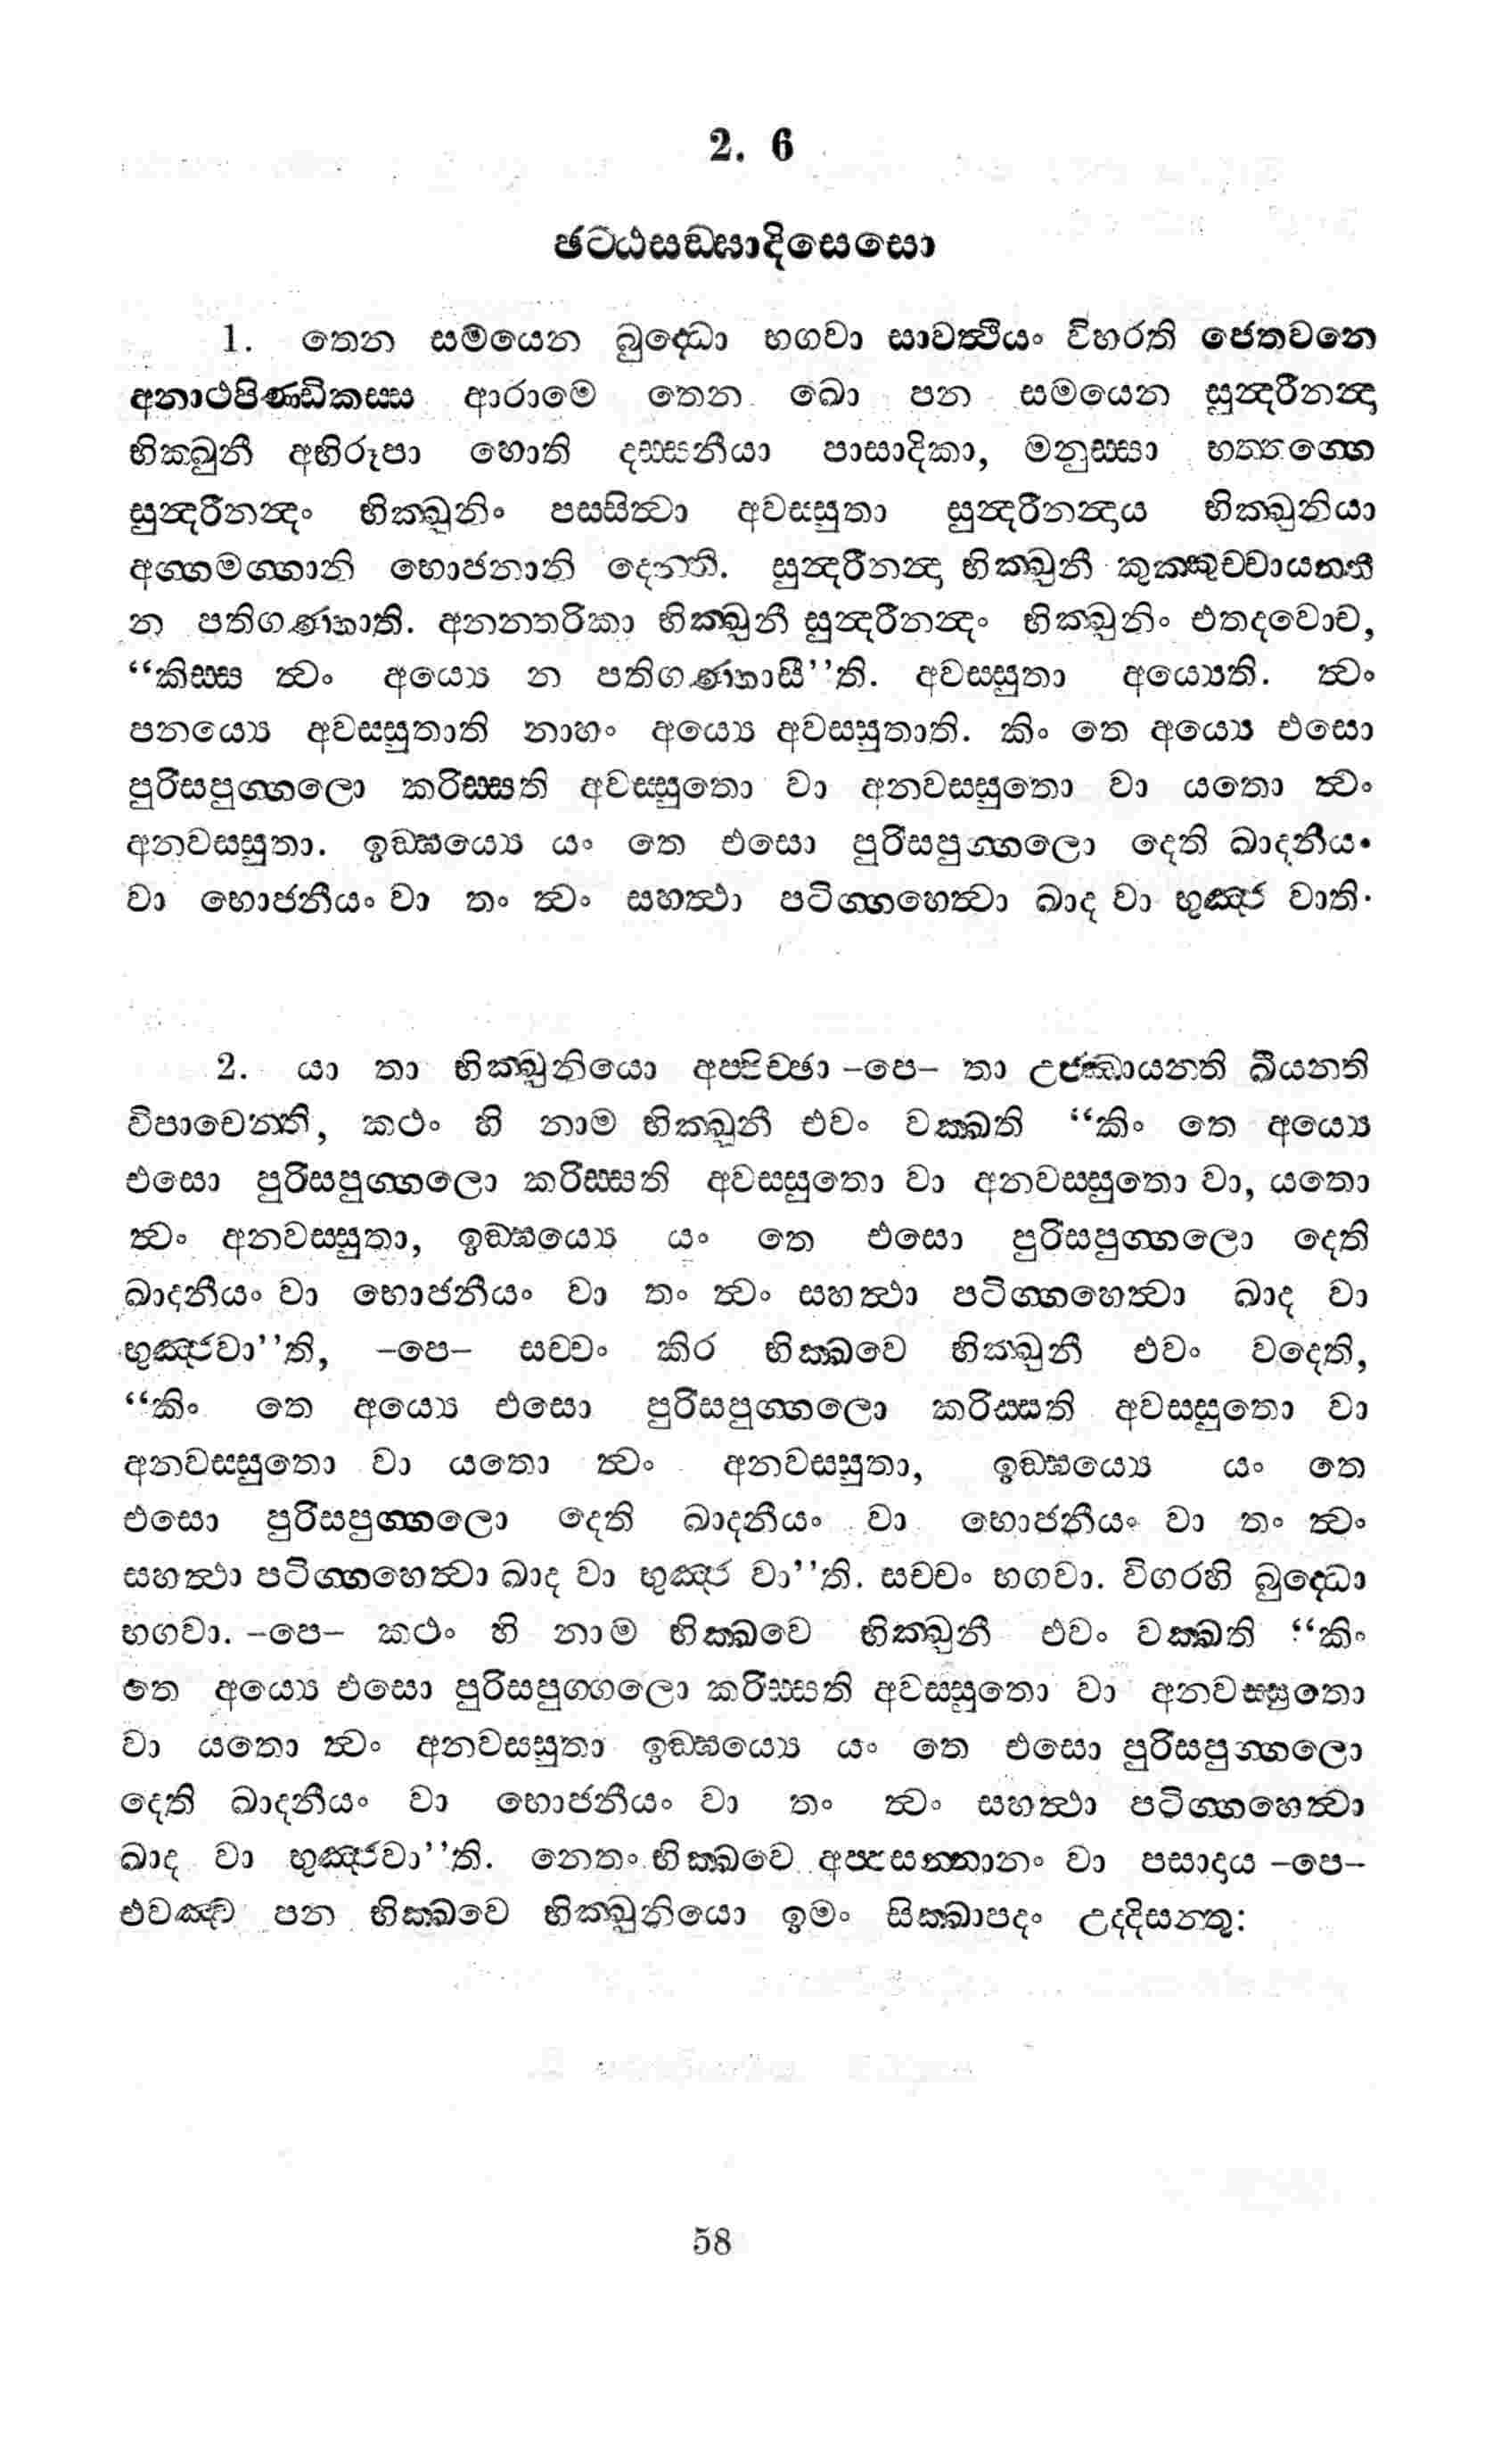 2. 6
ඡට්ඨසඞ්ඝාදිසෙසො
1. තෙන සමයෙන බුද්ධො භගවා සාවත්ථියං විහරති ජෙතවනෙ
අනාථපිණ්ඩිකස්ස ආරාමෙ තෙන ඛො පන සමයෙන සුන්දරීනන්දා
භික්ඛුනී අභිරූපා හොති දස්සනීයා පාසාදිකා, මනුස්සා භත්තග්ගෙ
සුන්දරීනන්දං භික්ඛුනිං පස්සිත්වා අවස්සුතා සුන්දරීනන්දාය භික්ඛුනියා
අග්ගමග්ගානි භොජනානි දෙන්ති. සුන්දරීනන්දා භික්ඛුනී කුක්කුච්චායන්තී
න පතිගණ්හාති. අනන්තරිකා භික්ඛුනී සුන්දරීනන්දං භික්ඛුනිං එතදවොච,
“කිස්ස ත්වං අය්යෙ න පතිගණ්හාසී’’ති. අවස්සුතා අය්යෙති. ත්වං
පනය්යෙ අවස්සුතාති නාහං අය්යෙ අවස්සුතාති. කිං තෙ අය්යෙ එසො
පුරිසපුග්ගලො කරිස්සති අවස්සුතො වා අනවස්සුතො වා යතො ත්වං
අනවස්සුතා. ඉඞ්ඝය්යෙ යං තෙ එසො පුරිසපුග්ගලො දෙති ඛාදනීයං
වා භොජනීයං වා තං ත්වං සහත්ථා පටිග්ගහෙත්වා ඛාද වා භුඤ්ජ වාති.
2. යා තා භික්ඛුනියො අප්පිච්ඡා –පෙ– තා උජ්ඣායන්ති ඛීයන්ති
විපාචෙන්ති, කථං හි නාම භික්ඛුනී එවං වක්ඛති “කිං තෙ අය්යෙ
එසො පුරිසපුග්ගලො කරිස්සති අවස්සුතො වා අනවස්සුතො වා, යතො
ත්වං අනවස්සුතා, ඉඞ්ඝය්යෙ යං තෙ එසො පුරිසපුග්ගලො දෙති
ඛාදනීයං වා භොජනීයං වා තං ත්වං සහත්ථා පටිග්ගහෙත්වා ඛාද වා
භුඤ්ජවා’’ති, –පෙ– සච්චං කිර භික්ඛවෙ භික්ඛුනී එවං වදෙති,
“කිං තෙ අය්යෙ එසො පුරිසපුග්ගලො කරිස්සති අවස්සුතො වා
අනවස්සුතො වා යතො ත්වං අනවස්සුතා, ඉඞ්ඝය්යෙ යං තෙ
එසො පුරිසපුග්ගලො දෙති ඛාදනීයං වා භොජනීයං වා තං ත්වං
සහත්ථා පටිග්ගහෙත්වා ඛාද වා භුඤ්ජ වා’’ති. සච්චං භගවා. විගරහි බුද්ධො
භගවා. –පෙ– කථං හි නාම භික්ඛවෙ භික්ඛුනී එවං වක්ඛති “කිං
තෙ අය්යෙ එසො පුරිසපුග්ගලො කරිස්සති අවස්සුතො වා අනවස්සුතො
වා යතො ත්වං අනවස්සුතා ඉඞ්ඝය්යෙ යං තෙ එසො පුරිසපුග්ගලො
දෙති ඛාදනීයං වා භොජනීයං වා තං ත්වං සහත්ථා පටිග්ගහෙත්වා
ඛාද වා භුඤ්ජවා’’ති. නෙතං භික්ඛවෙ අප්පසන්නානං වා පසාදාය –පෙ–
එවඤ්ච පන භික්ඛවෙ භික්ඛුනියො ඉමං සික්ඛාපදං උද්දිසන්තු:
58